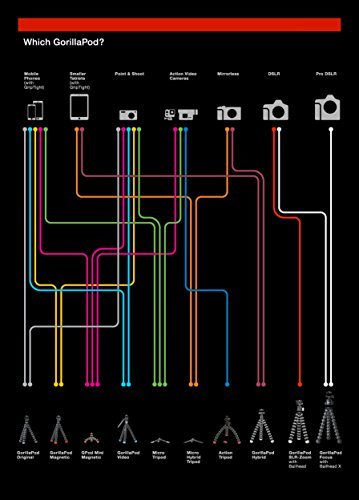 Which GorillaPod?
Mobile
Phones
(with
GripTight)
Smaller
Tablets
(with
GripTight)
Point & Shoot
Action Video
Cameras
Mirrorless
DSLR
Pro DSLR
GorillaPod
Original
GorillaPod
Magnetic
GPod Mini
Magnetic
GorillaPod
Video
Micro
Tripod
Micro
Hybrid
Tripod
Action
Tripod
GorillaPod
Hybrid
GorillaPod
SLR-Zoom
with
Ballhead
GorillaPod
Focus
with
Ballhead X